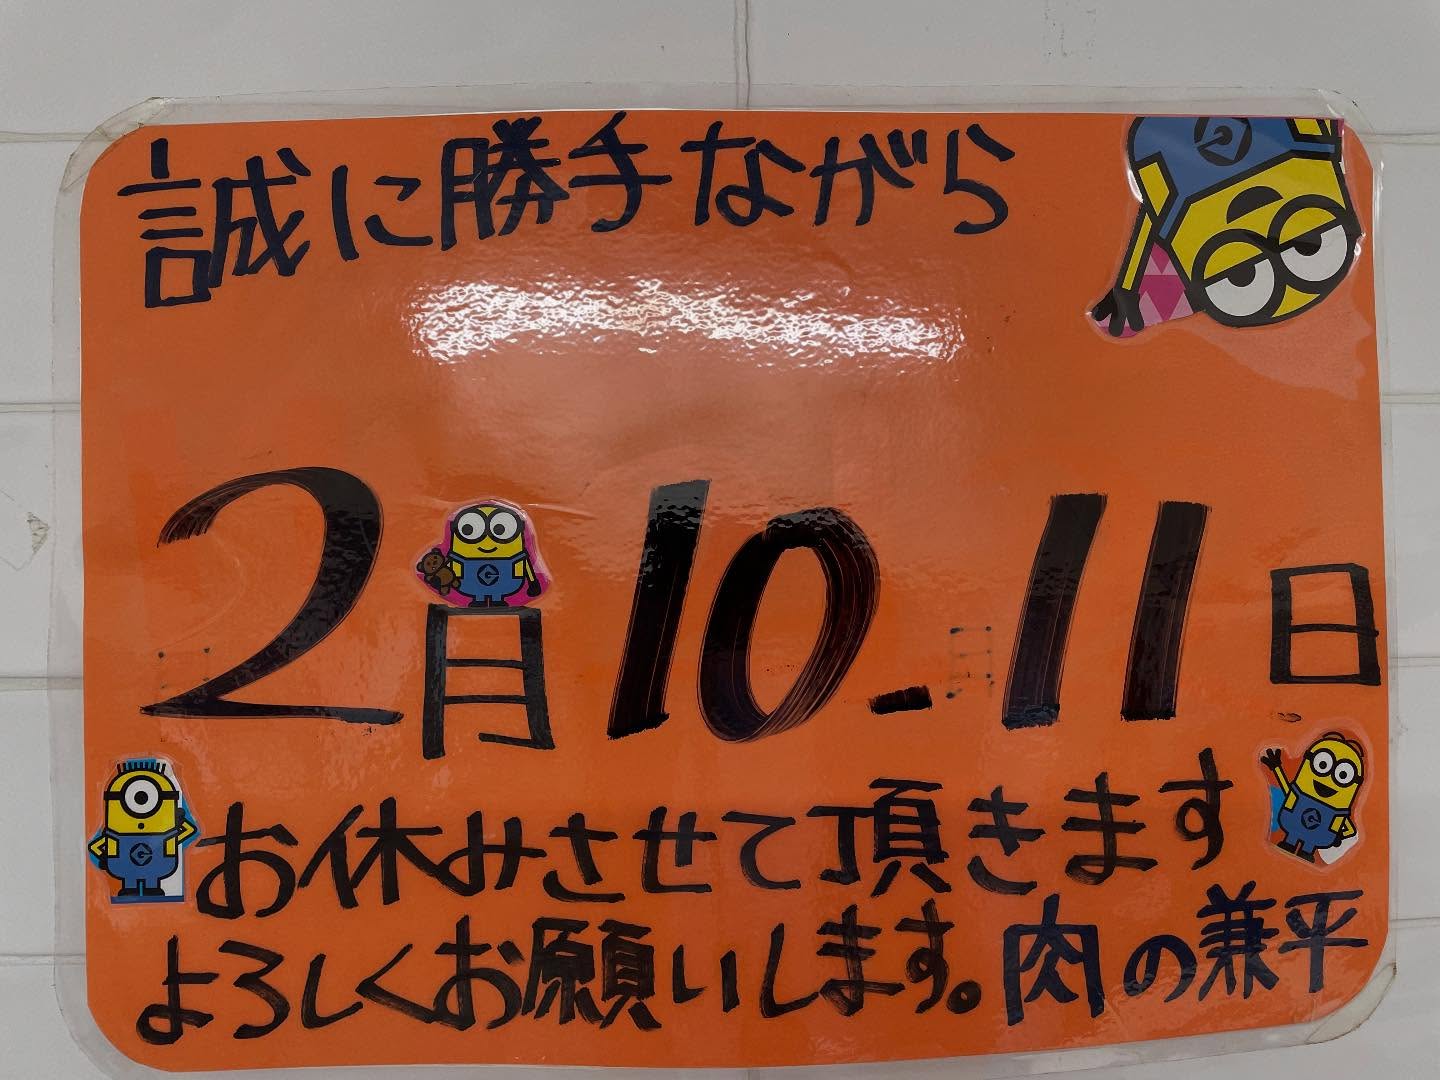 誠に勝手ながら
2月10-11日
お休みさせて頂きます
よろしくお願いします。肉の兼平